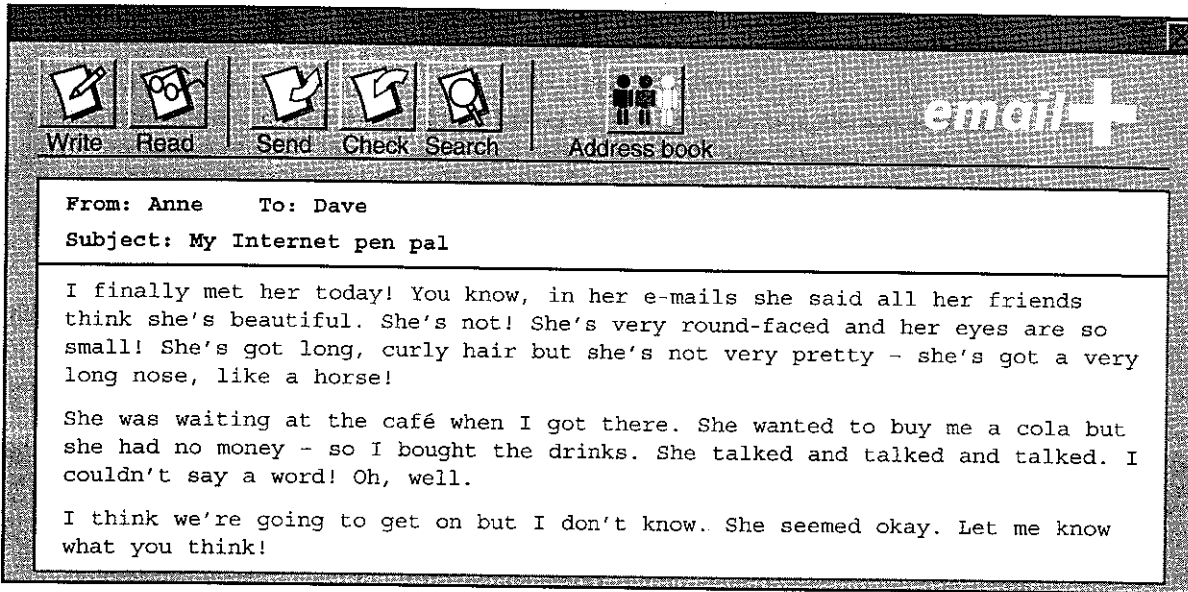 Write Read Send Check Search Address book email+
From: Anne To: Dave
Subject: My Internet pen pal
I finally met her today! You know, in her e-mails she said all her friends
think she's beautiful. She's not! She's very round-faced and her eyes are so
small! She's got long, curly hair but she's not very pretty – she's got a very
long nose, like a horse!
She was waiting at the café when I got there. She wanted to buy me a cola but
she had no money – so I bought the drinks. She talked and talked and talked. I
couldn't say a word! Oh, well.
I think we're going to get on but I don't know. She seemed okay. Let me know
what you think!